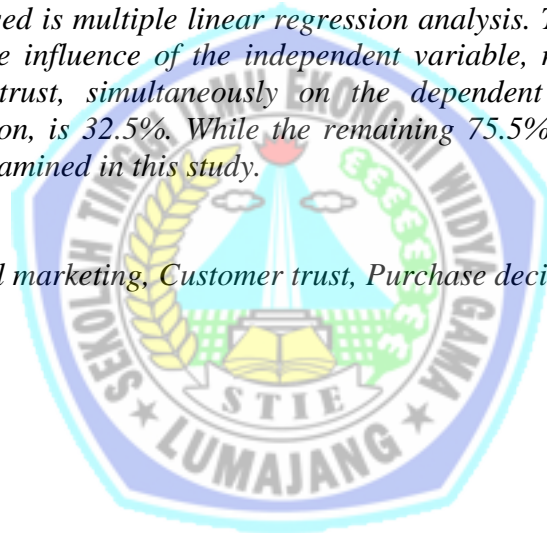 ed is multiple linear regression analysis. T
e influence of the independent variable, r
trust, simultaneously on the dependent
on, is 32.5%. While the remaining 75.5%
amined in this study.
d marketing, Customer trust, Purchase deci
SEKOLAH TINGGI ILMU EKONOMI WIDYA GAMA
STIE
LUMAJANG